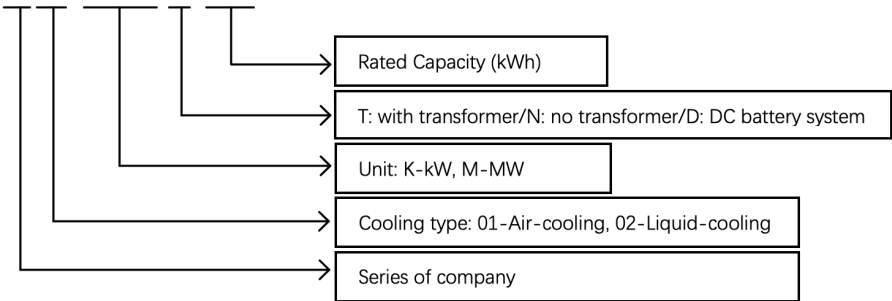 Rated Capacity (kWh)
T: with transformer/N: no transformer/D: DC battery system
Unit: K-kW, M-MW
Cooling type: 01-Air-cooling, 02-Liquid-cooling
Series of company